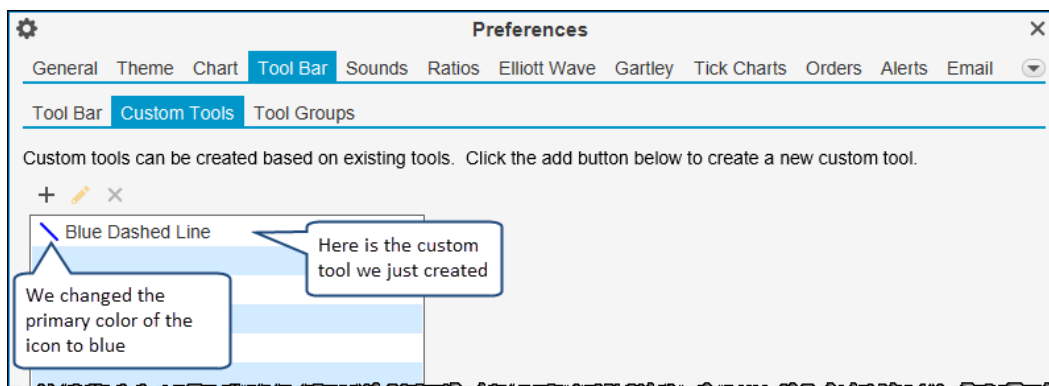 Preferences
General Theme Chart Tool Bar Sounds Ratios Elliott Wave Gartley Tick Charts Orders Alerts Email
Tool Bar Custom Tools Tool Groups
Custom tools can be created based on existing tools. Click the add button below to create a new custom tool.
Blue Dashed Line
Here is the custom
tool we just created
We changed the
primary color of the
icon to blue